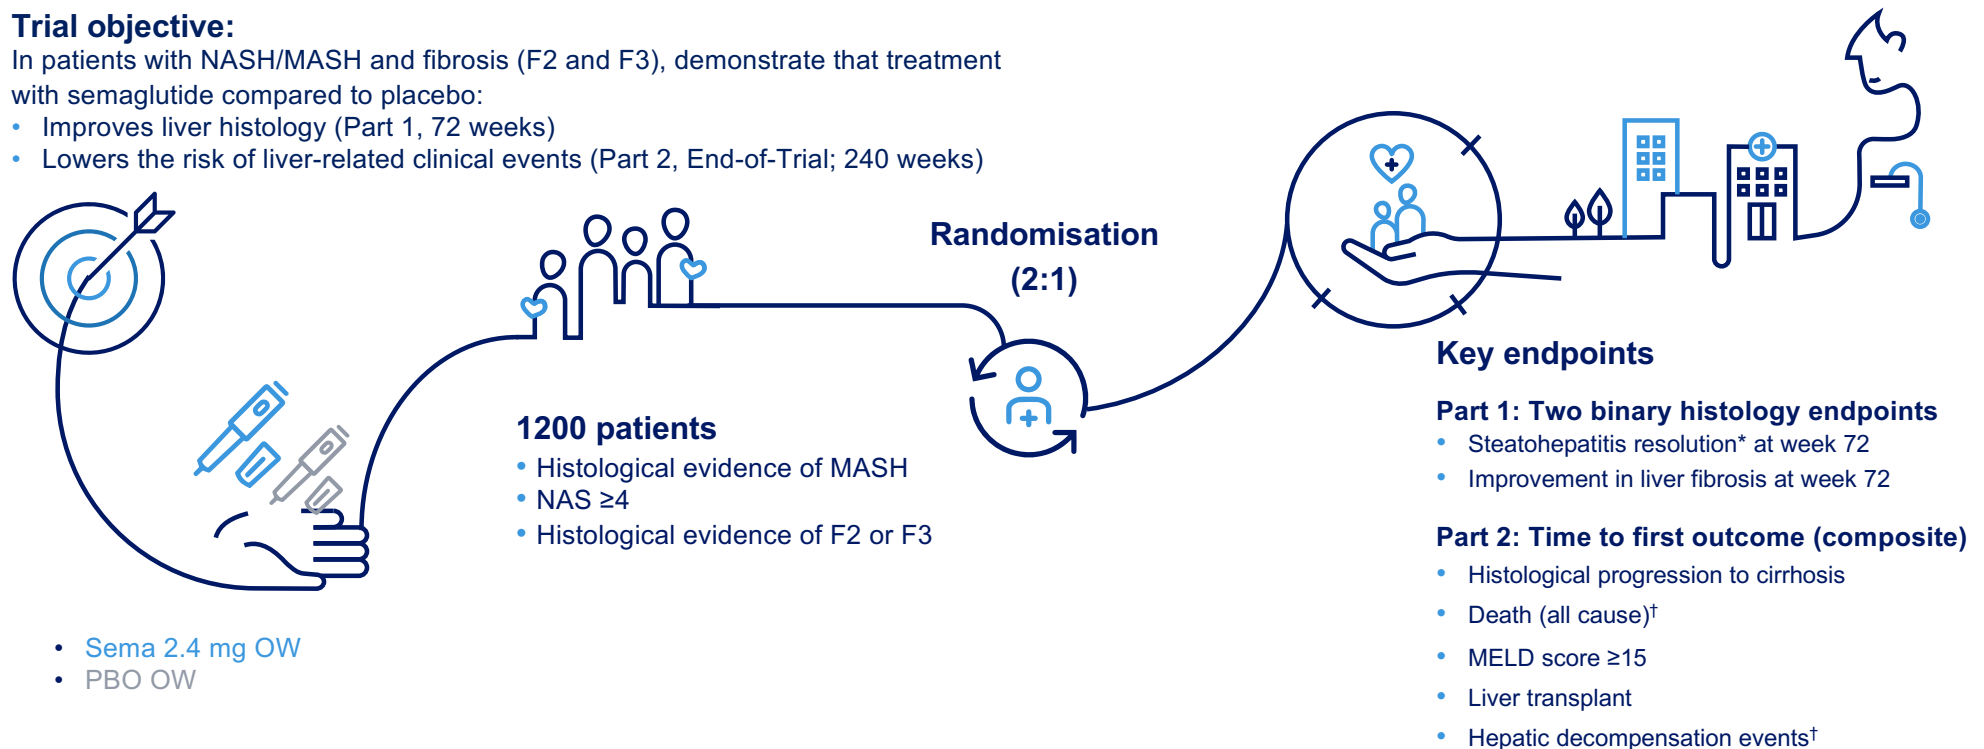 Trial objective:
In patients with NASH/MASH and fibrosis (F2 and F3), demonstrate that treatment
with semaglutide compared to placebo:
• Improves liver histology (Part 1, 72 weeks)
• Lowers the risk of liver-related clinical events (Part 2, End-of-Trial; 240 weeks)
• Sema 2.4 mg OW
• PBO OW
1200 patients
• Histological evidence of MASH
• NAS ≥4
• Histological evidence of F2 or F3
Randomisation
(2:1)
Key endpoints
Part 1: Two binary histology endpoints
• Steatohepatitis resolution* at week 72
• Improvement in liver fibrosis at week 72
Part 2: Time to first outcome (composite)
• Histological progression to cirrhosis
• Death (all cause)†
• MELD score ≥15
• Liver transplant
• Hepatic decompensation events†